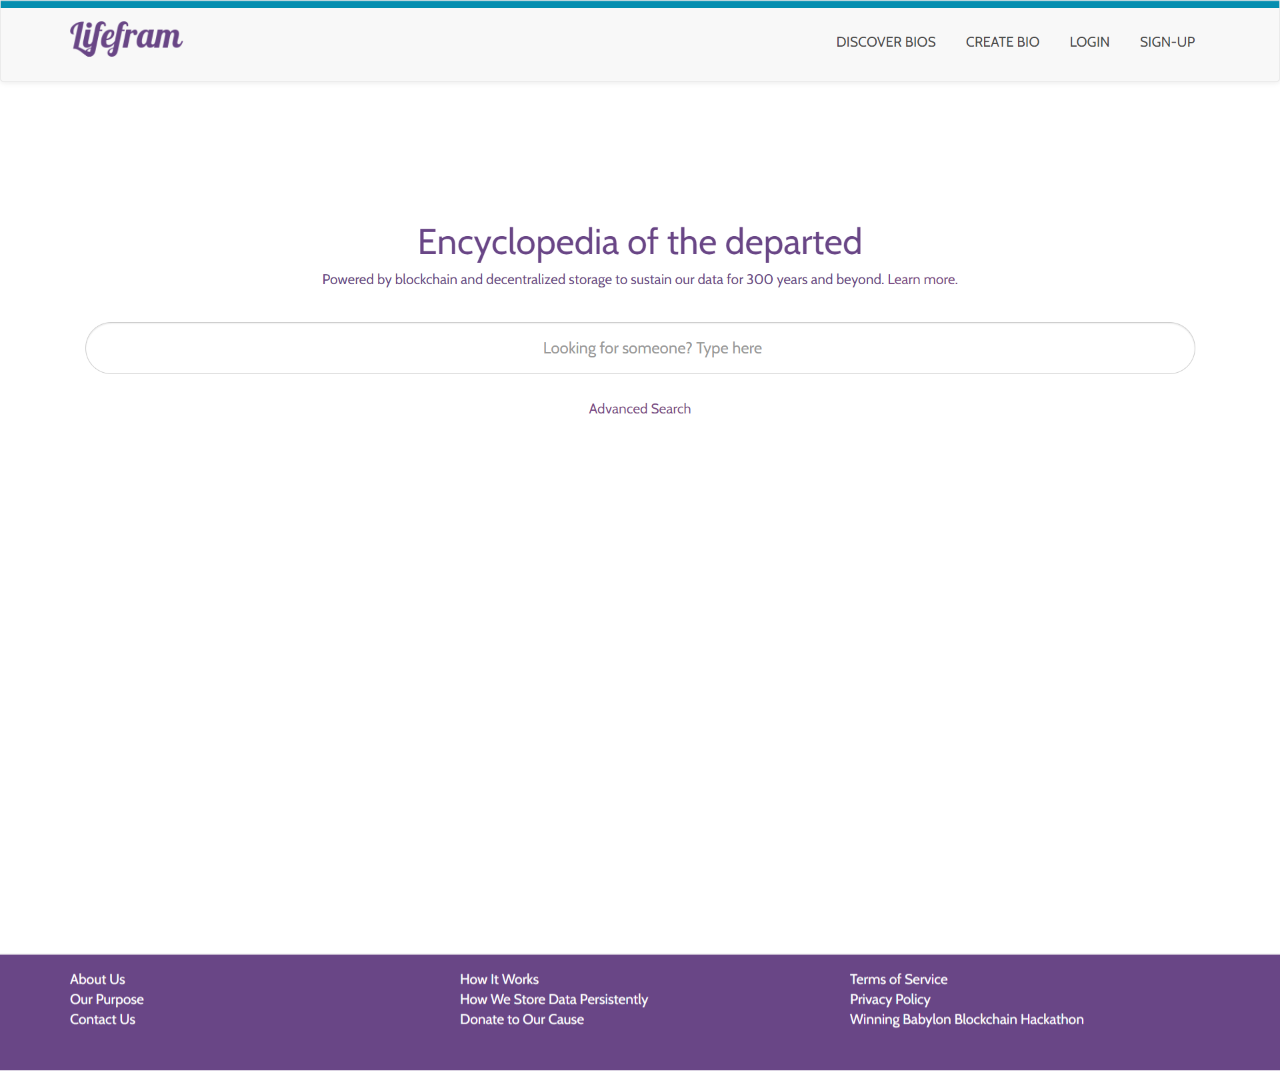 Lifefram
DISCOVER BIOS CREATE BIO LOGIN SIGN-UP
Encyclopedia of the departed
Powered by blockchain and decentralized storage to sustain our data for 300 years and beyond. Learn more.
Looking for someone? Type here
Advanced Search
About Us
Our Purpose
Contact Us
How It Works
How We Store Data Persistently
Donate to Our Cause
Terms of Service
Privacy Policy
Winning Babylon Blockchain Hackathon